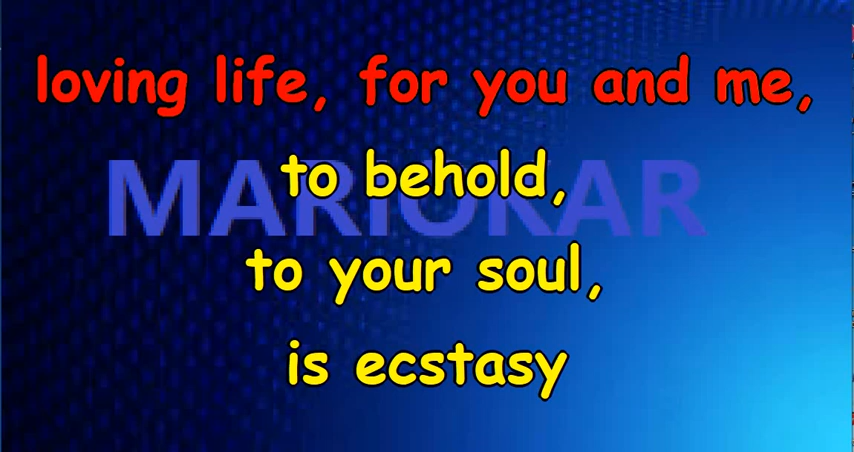 loving life, for you and me,
to behold,
MARIOKAR
to your soul,
is ecstasy